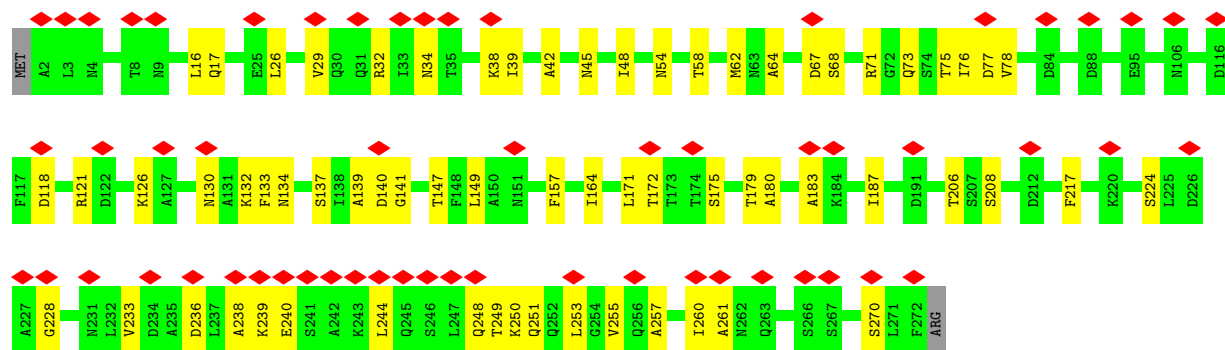 MET A2 L3 N4 T8 N9 L16 Q17 E25 L26 V29 Q30 Q31 R32 I33 N34 T35 K38 I39 A42 N45 I48 N54 T58 M62 N63 A64 D67 S68 R71 G72 Q73 S74 T75 I76 D77 V78 D84 D88 E95 N106 D116
F117 D118 R121 D122 K126 A127 N130 A131 K132 F133 N134 S137 I138 A139 D140 G141 T147 F148 L149 A150 N151 F157 I164 L171 T172 T173 T174 S175 T179 A180 A183 K184 I187 D191 T206 S207 S208 D212 F217 K220 S224 L225 D226
A227 G228 N231 L232 V233 D234 A235 D236 L237 A238 K239 E240 S241 A242 K243 L244 Q245 S246 L247 Q248 T249 K250 Q251 Q252 L253 G254 V255 Q256 A257 I260 A261 N262 Q263 S266 S267 S270 L271 F272 ARG